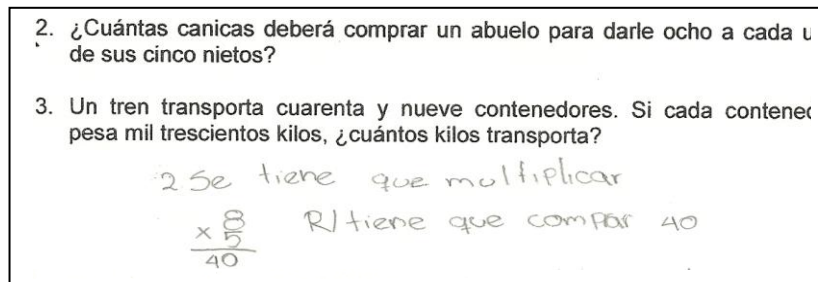 2. ¿Cuántas canicas deberá comprar un abuelo para darle ocho a cada u
de sus cinco nietos?
3. Un tren transporta cuarenta y nueve contenedores. Si cada contened
pesa mil trescientos kilos, ¿cuántos kilos transporta?
2 Se tiene que multiplicar
8
x 5 R/ tiene que compar 40
40